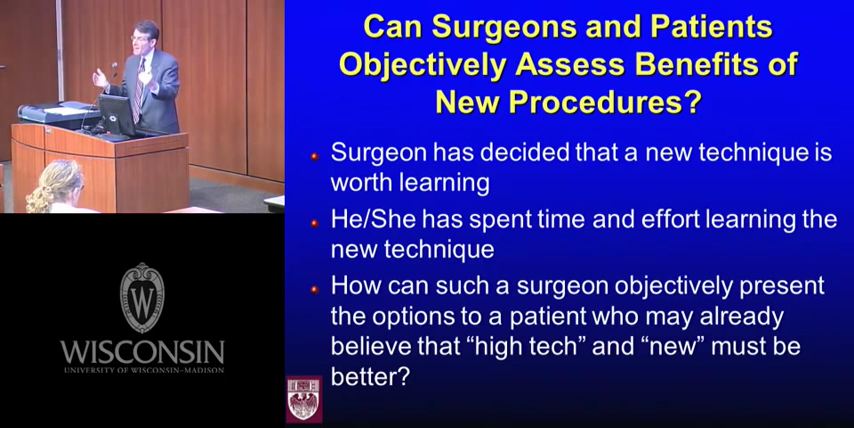 Can Surgeons and Patients
Objectively Assess Benefits of
New Procedures?
Surgeon has decided that a new technique is
worth learning
He/She has spent time and effort learning the
new technique
How can such a surgeon objectively present
the options to a patient who may already
believe that “high tech” and “new” must be
better?
W
WISCONSIN
UNIVERSITY OF WISCONSIN–MADISON